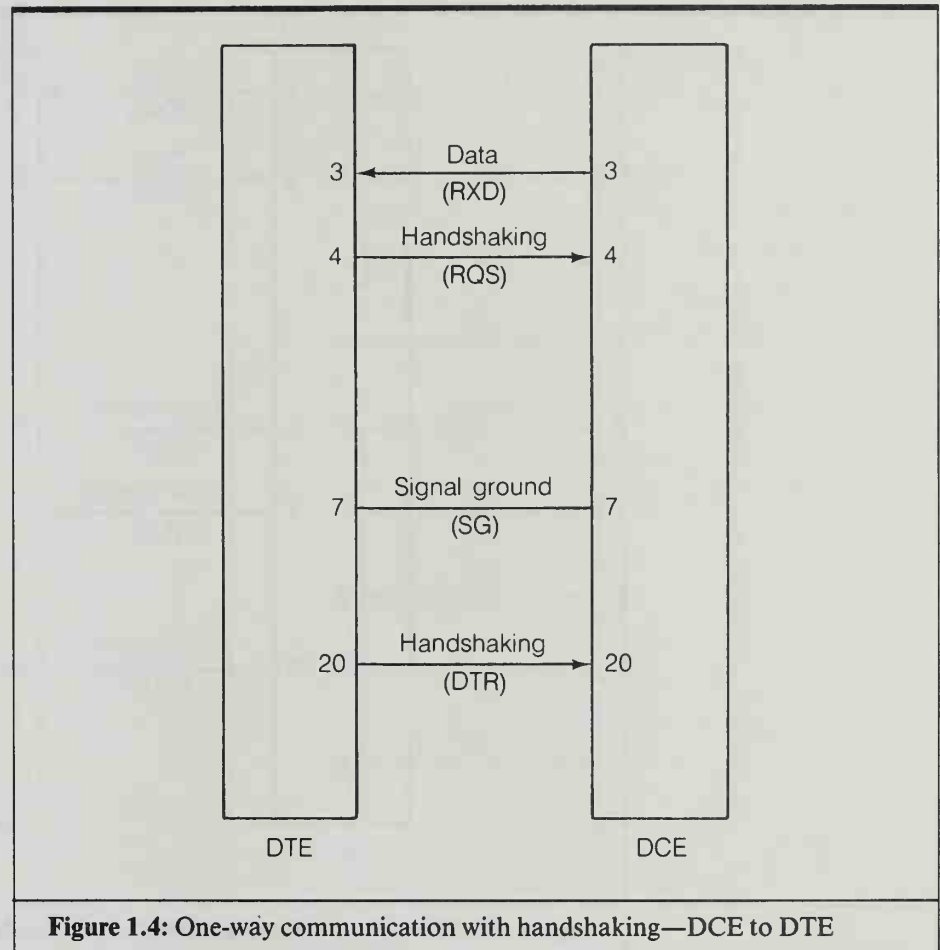 3 Data 3
(RXD)
4 Handshaking 4
(RQS)
7 Signal ground 7
(SG)
20 Handshaking 20
(DTR)
DTE DCE
Figure 1.4: One-way communication with handshaking—DCE to DTE